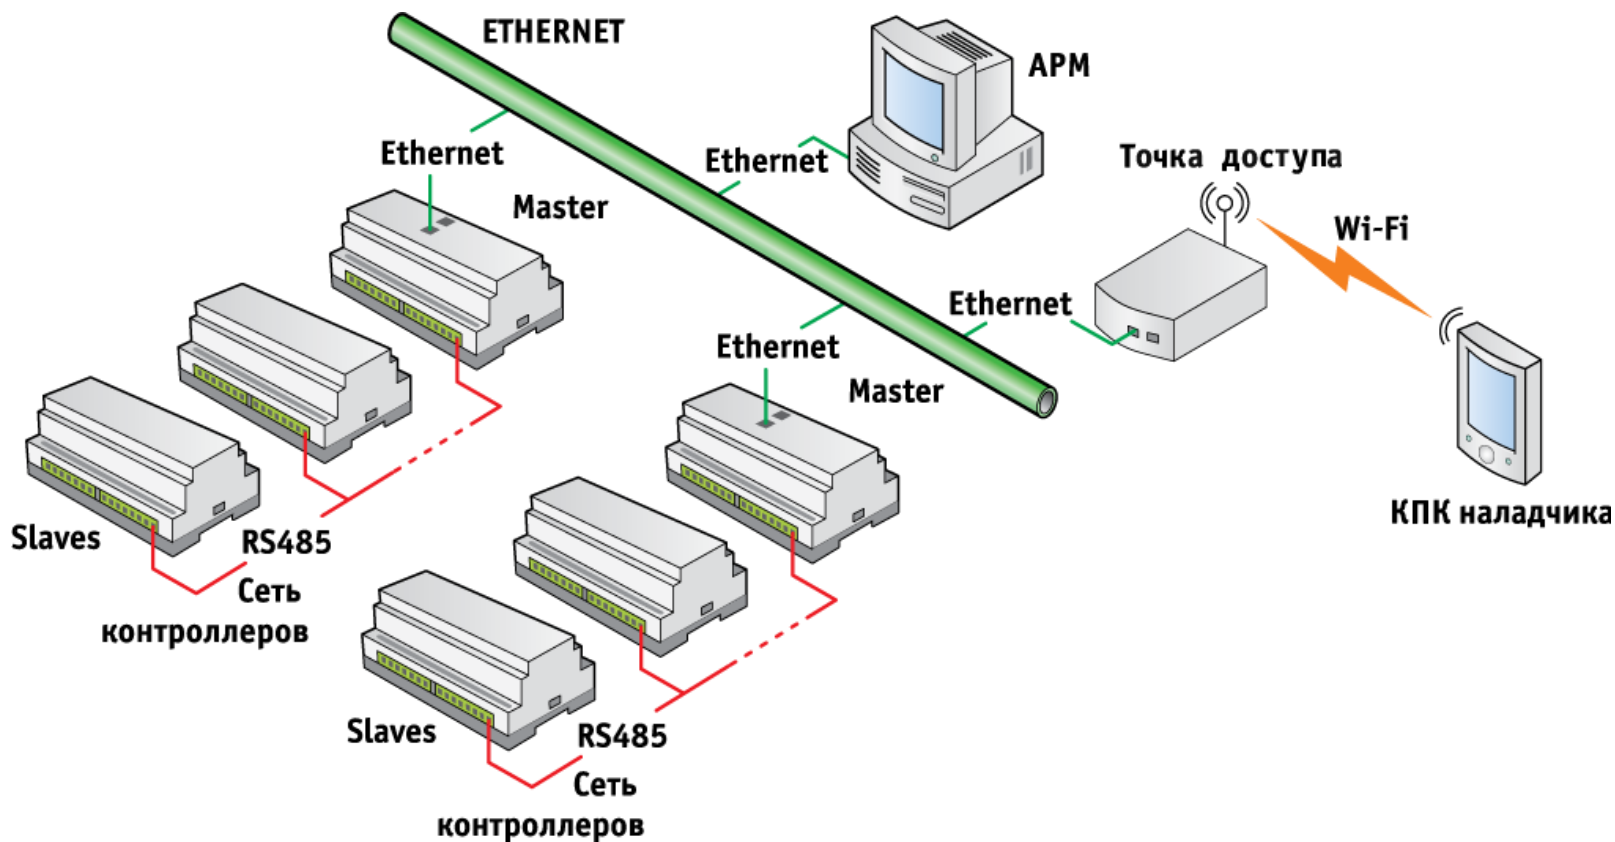 ETHERNET
АРМ
Ethernet
Ethernet
Точка доступа
Master
Wi-Fi
Ethernet
Ethernet
Master
КПК наладчика
Slaves
RS485
Сеть
контроллеров
Slaves
RS485
Сеть
контроллеров